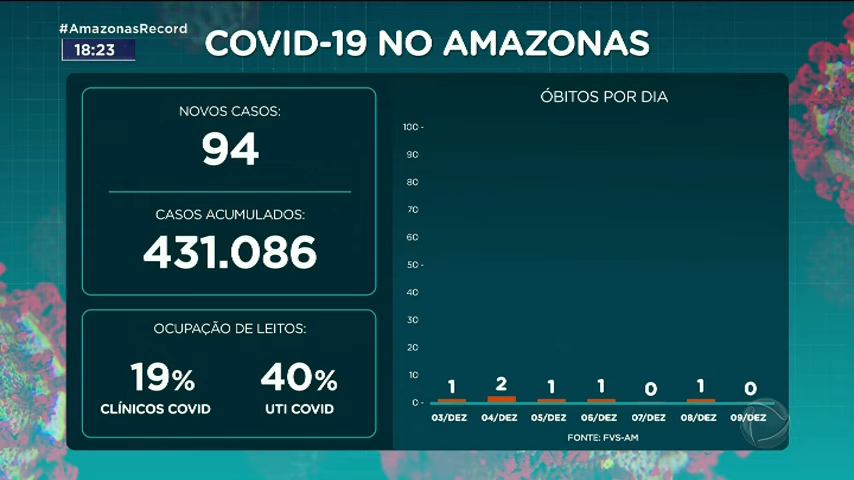 #AmazonasRecord
18:23
COVID-19 NO AMAZONAS
NOVOS CASOS:
94
CASOS ACUMULADOS:
431.086
OCUPAÇÃO DE LEITOS:
19% 40%
CLÍNICOS COVID UTI COVID
ÓBITOS POR DIA
100
90
80
70
60
50
40
30
20
10
0
1 2 1 1 0 1 0
03/DEZ 04/DEZ 05/DEZ 06/DEZ 07/DEZ 08/DEZ 09/DEZ
FONTE: FVS-AM